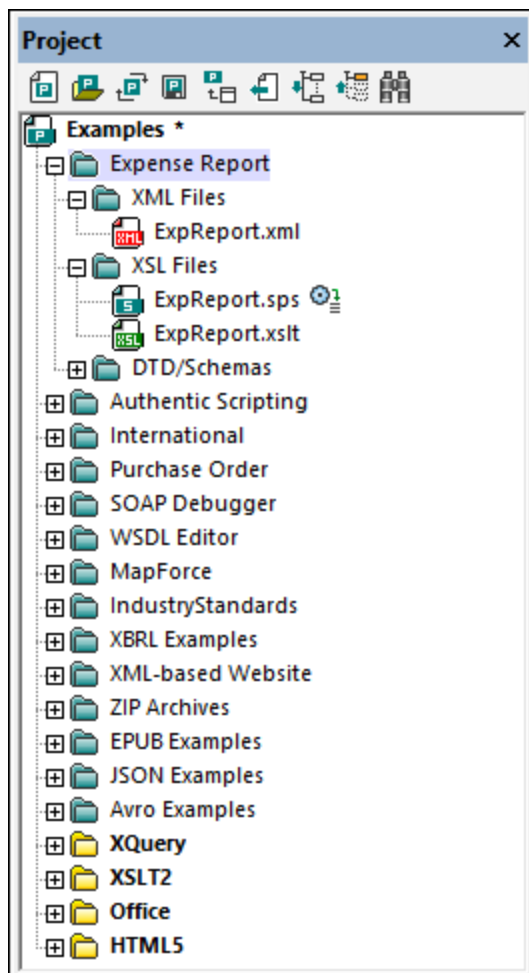 Project
Examples *
Expense Report
XML Files
ExpReport.xml
XSL Files
ExpReport.sps
ExpReport.xslt
DTD/Schemas
Authentic Scripting
International
Purchase Order
SOAP Debugger
WSDL Editor
MapForce
IndustryStandards
XBRL Examples
XML-based Website
ZIP Archives
EPUB Examples
JSON Examples
Avro Examples
XQuery
XSLT2
Office
HTML5